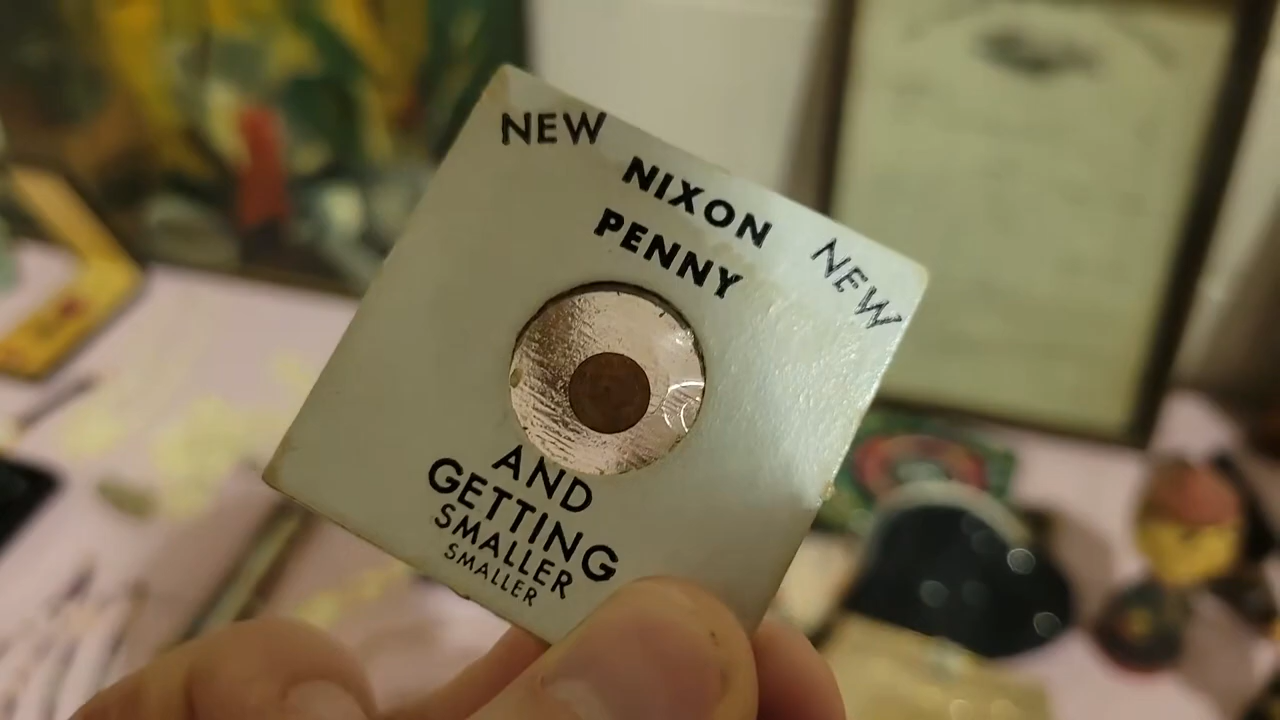 NEW
NIXON
PENNY
NEW
AND
GETTING
SMALLER
SMALLER